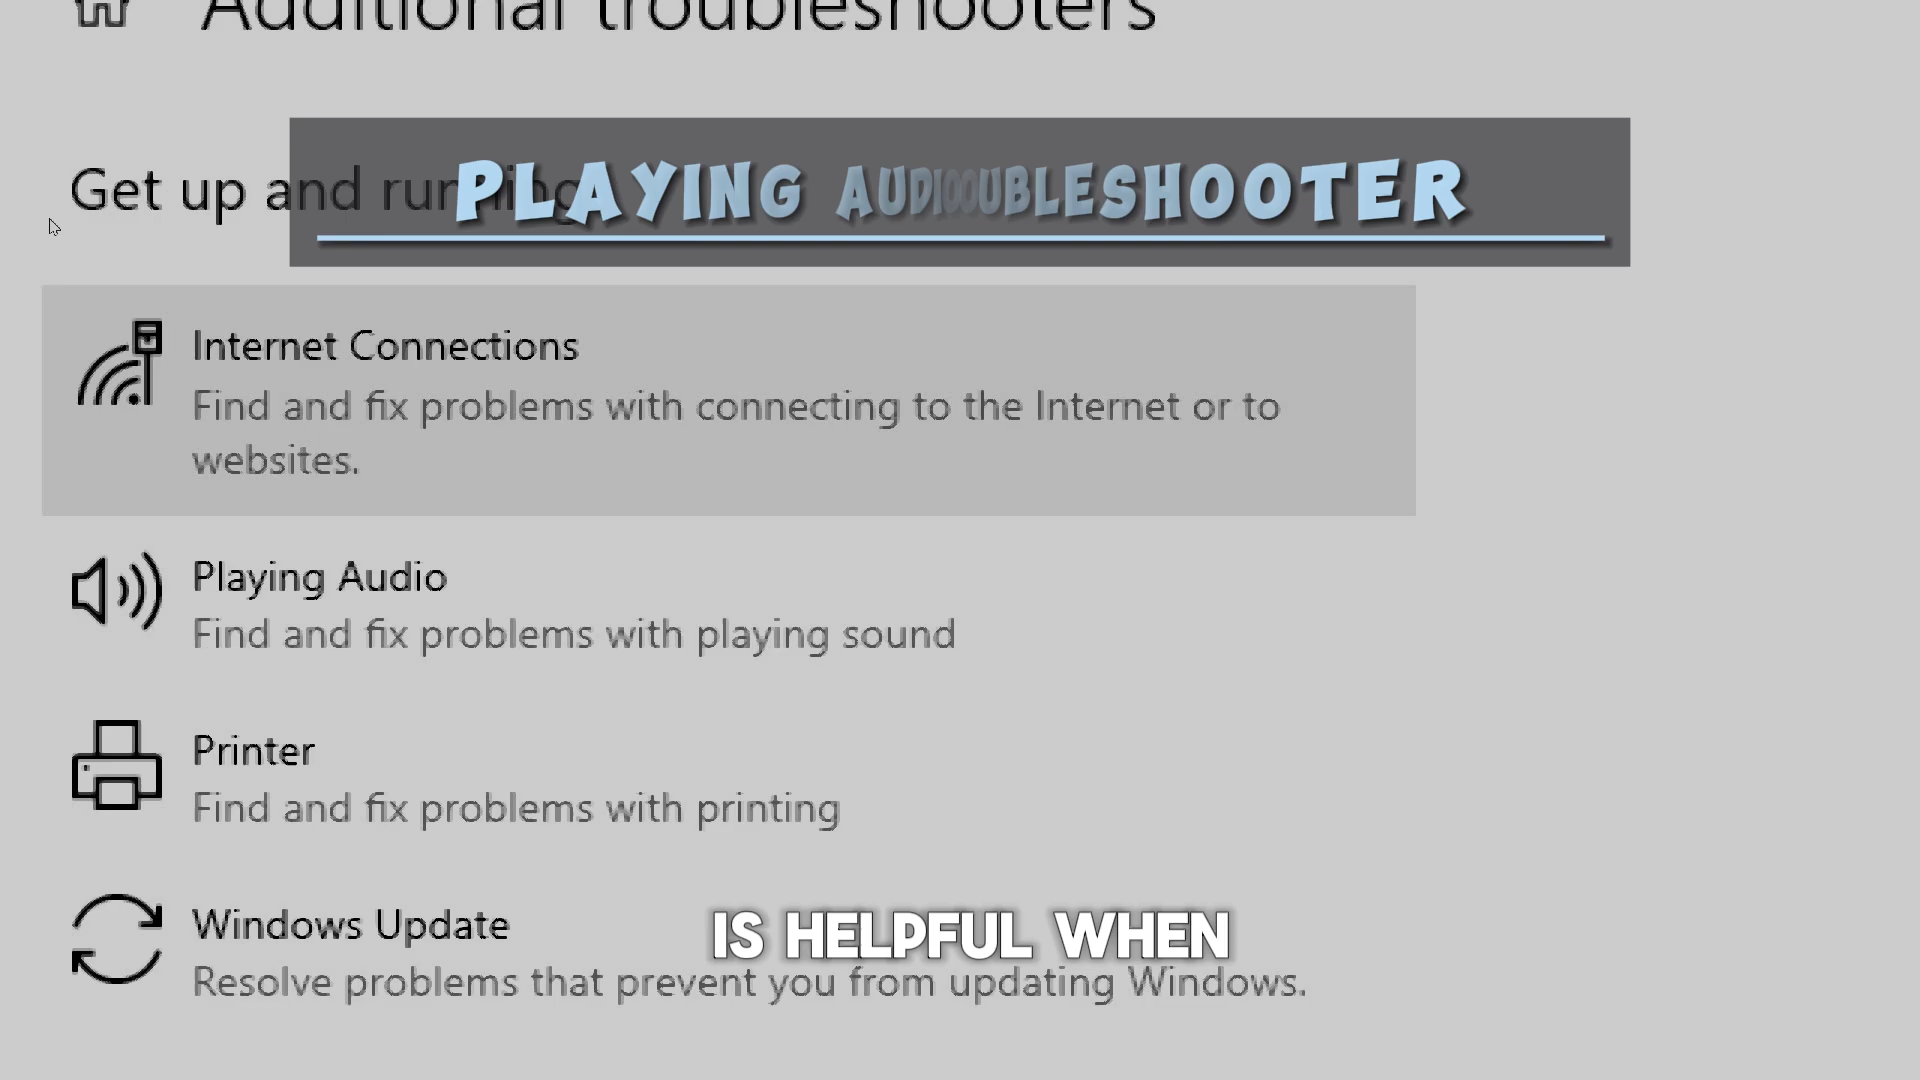 Additional troubleshooters
Get up and running
PLAYING AUDIOOUBLESHOOTER
Internet Connections
Find and fix problems with connecting to the Internet or to
websites.
Playing Audio
Find and fix problems with playing sound
Printer
Find and fix problems with printing
Windows Update
IS HELPFUL WHEN
Resolve problems that prevent you from updating Windows.